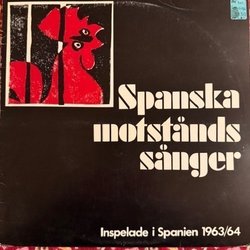 Spanska
motstånds
sånger
Inspelade i Spanien 1963/64